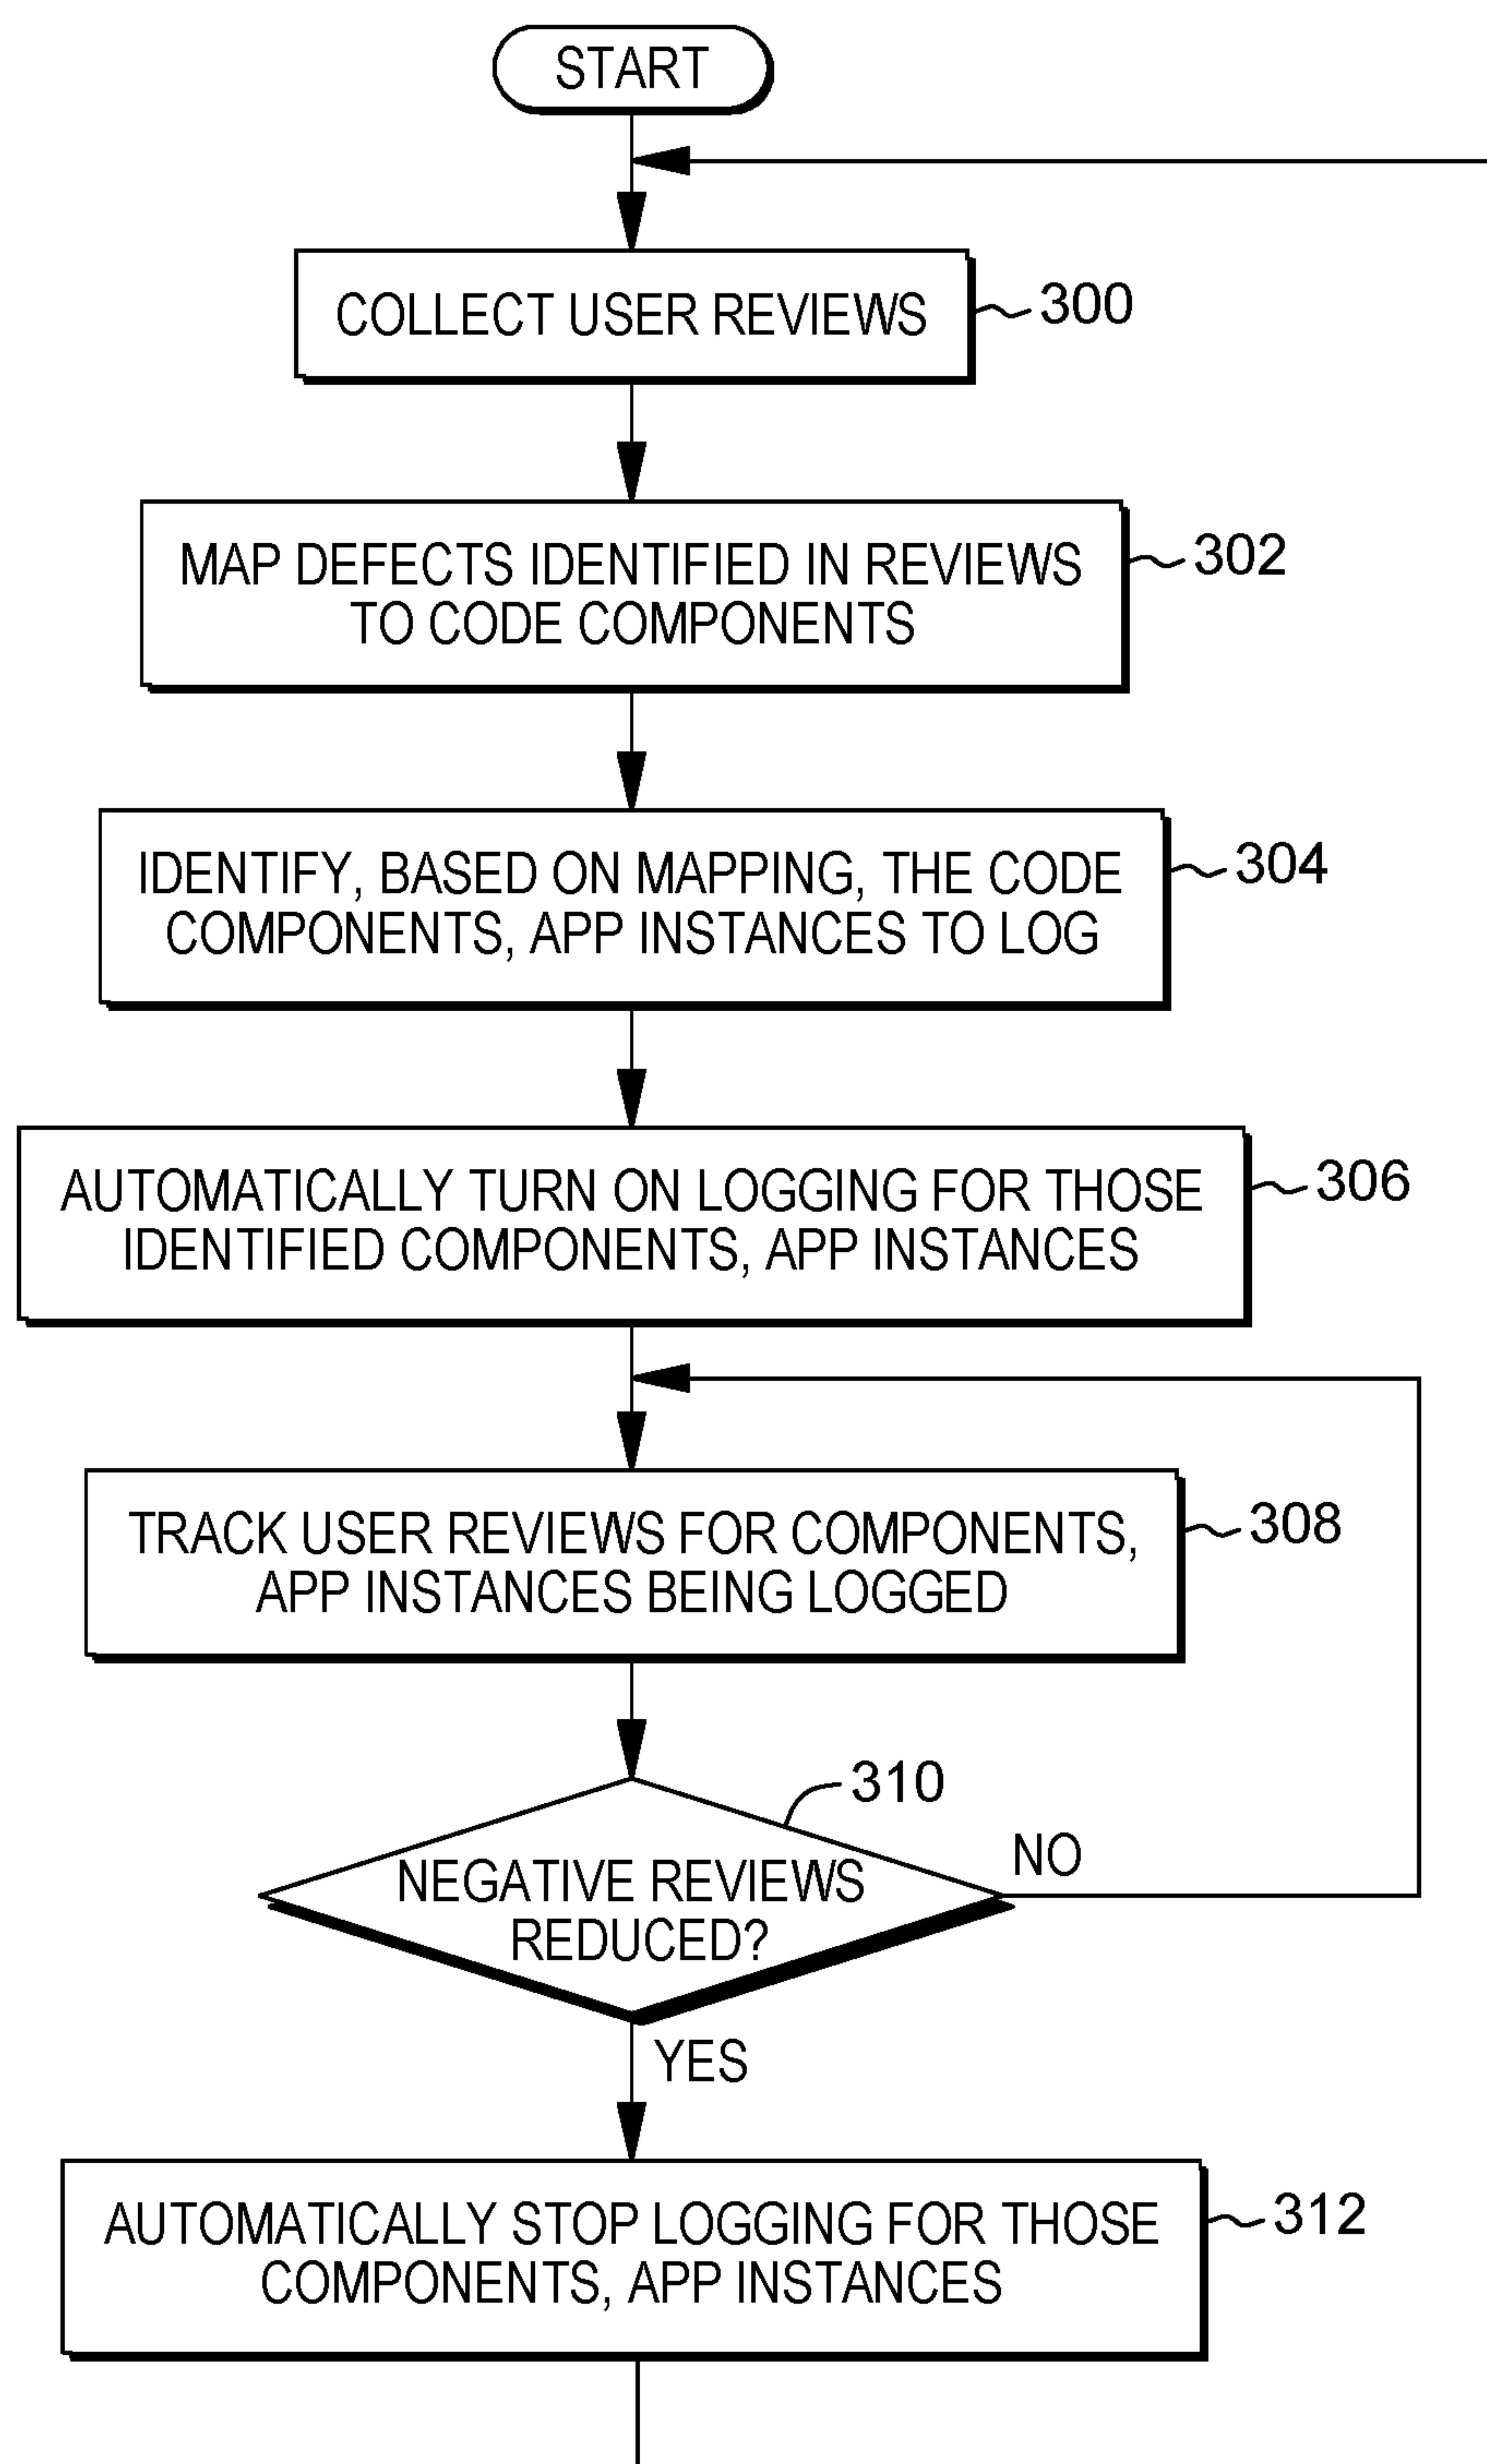 START
COLLECT USER REVIEWS
300
MAP DEFECTS IDENTIFIED IN REVIEWS
TO CODE COMPONENTS
302
IDENTIFY, BASED ON MAPPING, THE CODE
COMPONENTS, APP INSTANCES TO LOG
304
AUTOMATICALLY TURN ON LOGGING FOR THOSE
IDENTIFIED COMPONENTS, APP INSTANCES
306
TRACK USER REVIEWS FOR COMPONENTS,
APP INSTANCES BEING LOGGED
308
310
NEGATIVE REVIEWS
REDUCED?
NO
YES
AUTOMATICALLY STOP LOGGING FOR THOSE
COMPONENTS, APP INSTANCES
312